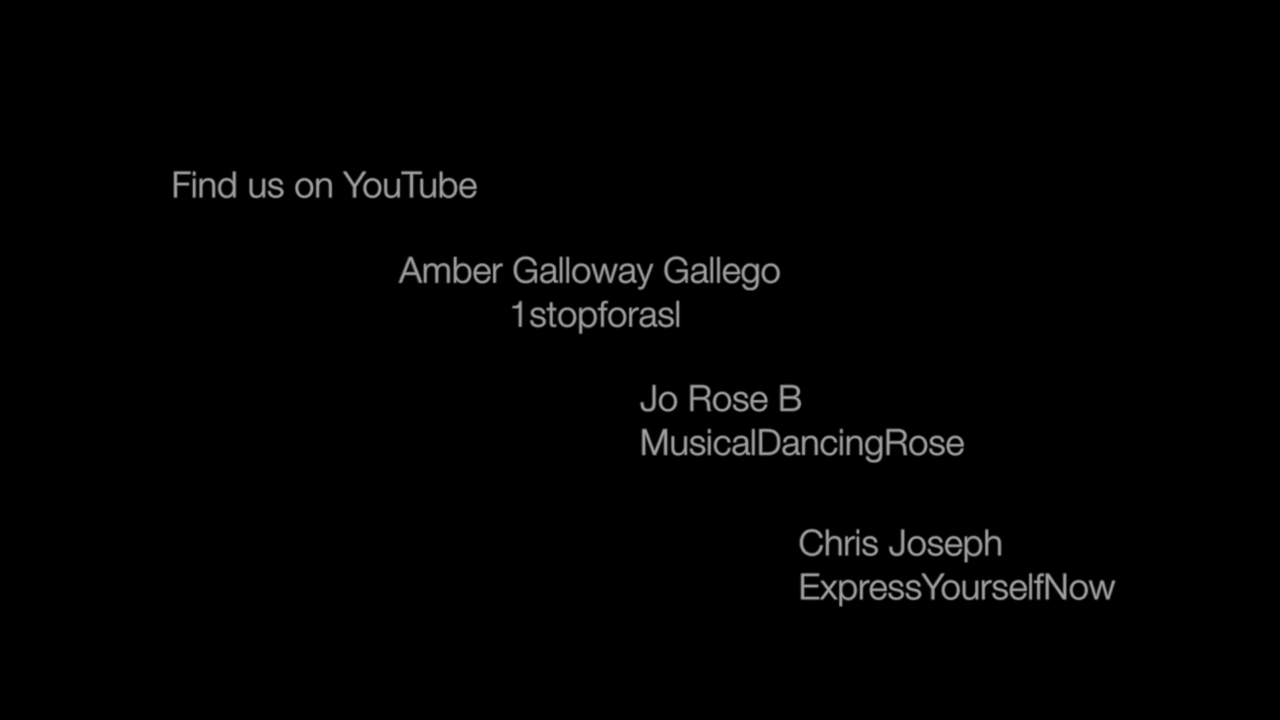 Find us on YouTube
Amber Galloway Gallego
1stopforasl
Jo Rose B
MusicalDancingRose
Chris Joseph
ExpressYourselfNow